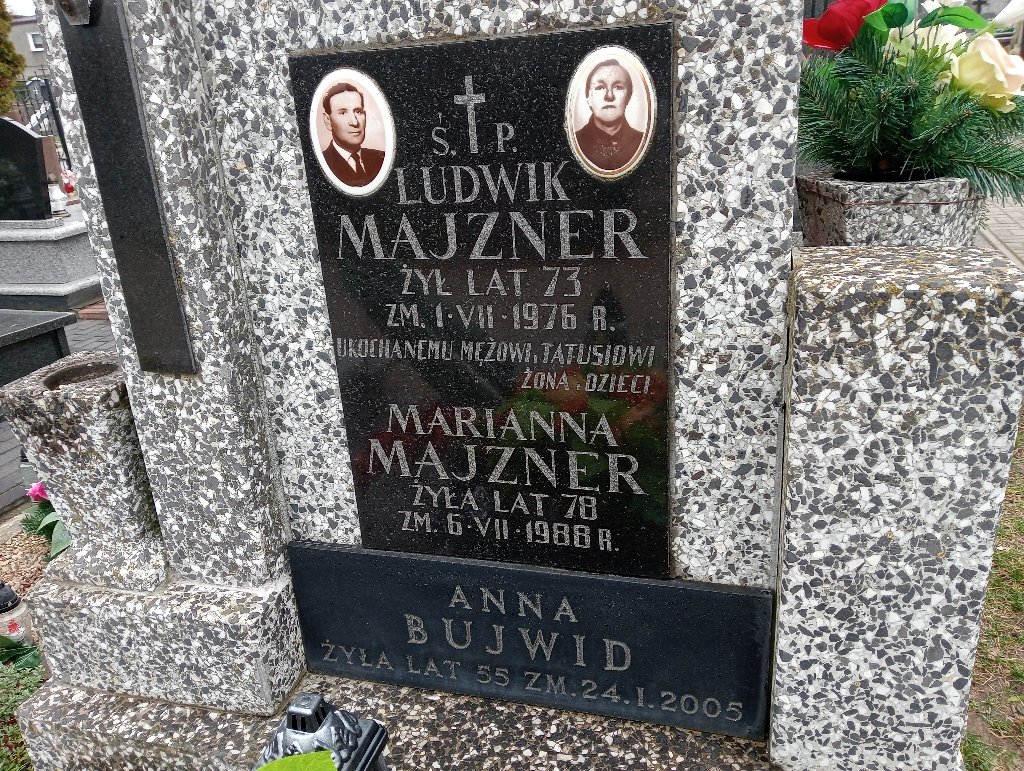 Ś. P.
LUDWIK
MAJZNER
ŻYŁ LAT 73
ZM. 1·VII·1976 R.
UKOCHANEMU MĘŻOWI, TATUSIOWI
ŻONA I DZIECI
MARIANNA
MAJZNER
ŻYŁA LAT 78
ZM. 6·VII·1988 R.
ANNA
BUJWID
ŻYŁA LAT 55 ZM. 24.I.2005